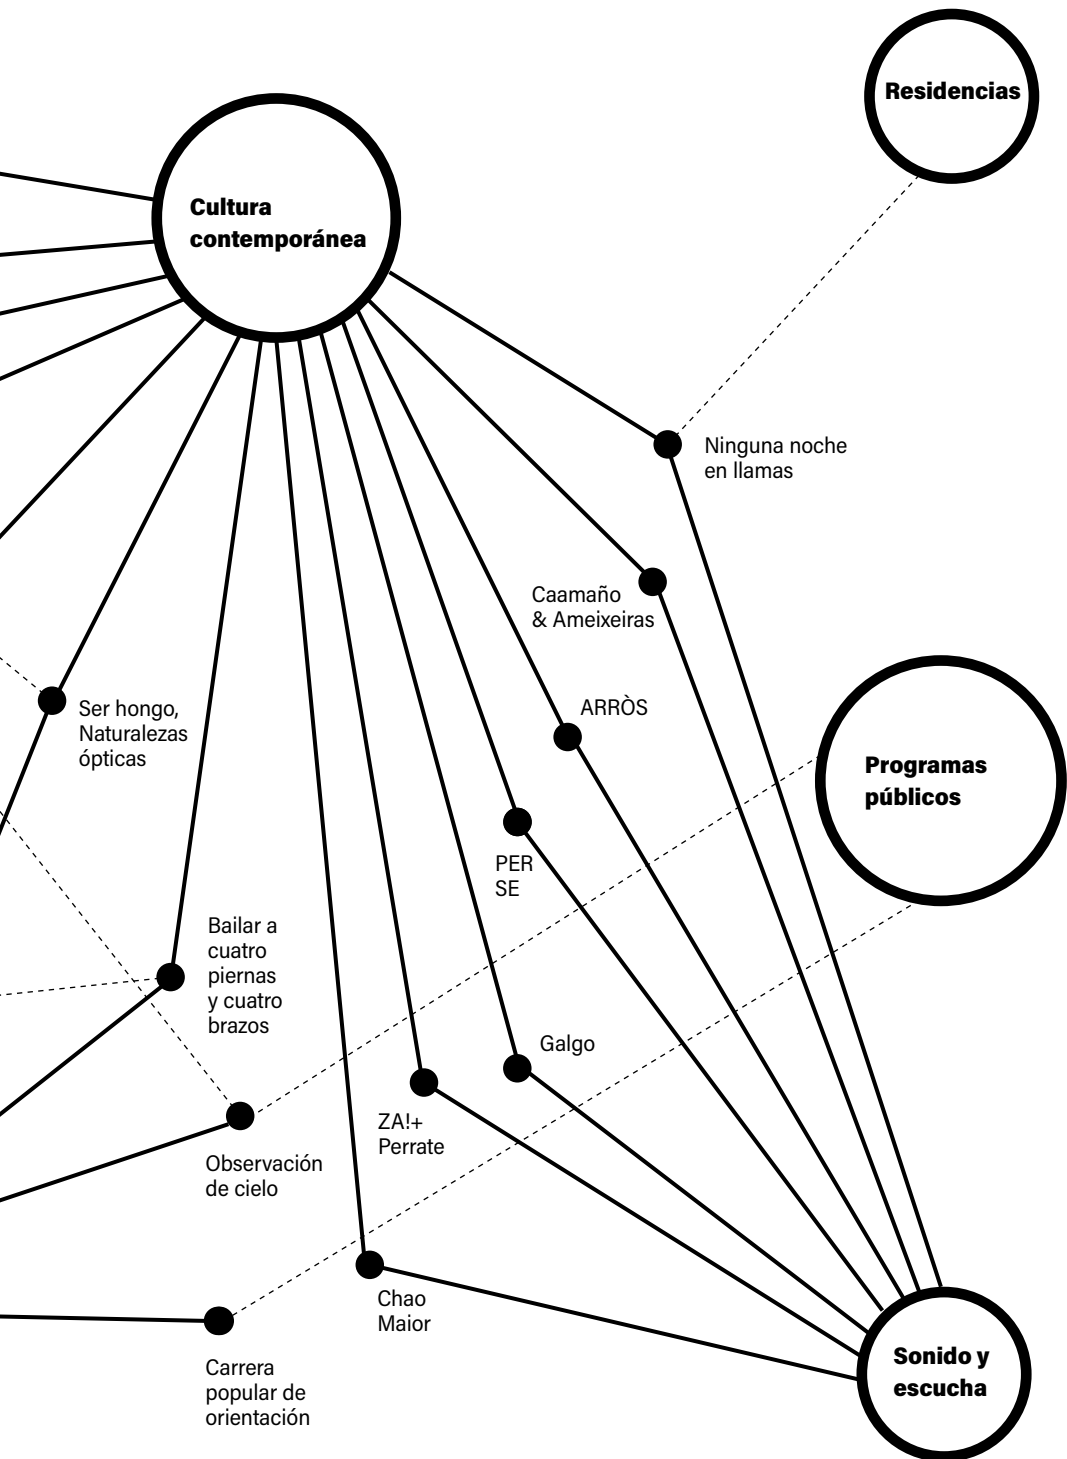 Residencias
Cultura
contemporánea
Ninguna noche
en llamas
Caamaño
& Ameixeiras
ARRÒS
Ser hongo,
Naturalezas
ópticas
Programas
públicos
PER
SE
Bailar a
cuatro
piernas
y cuatro
brazos
Galgo
ZA!+
Perrate
Observación
de cielo
Chao
Maior
Sonido y
escucha
Carrera
popular de
orientación